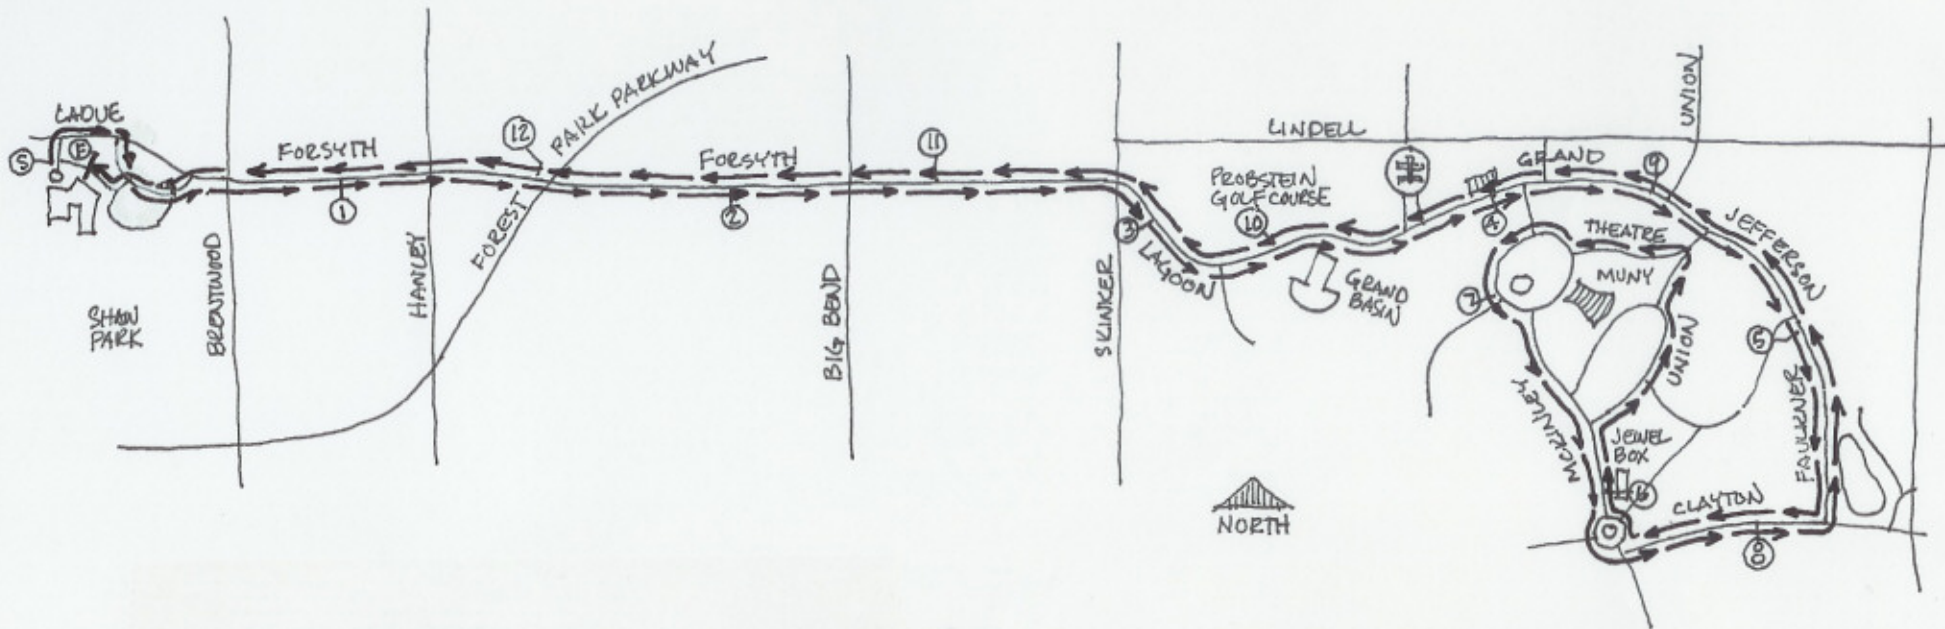 LADUE
S
F
SHAW
PARK
BRENTWOOD
FORSYTH
1
HANLEY
12
FOREST PARK PARKWAY
FORSYTH
2
BIG BEND
11
SKINKER
3
LAGOON
LINDELL
PROBSTEIN
GOLF COURSE
10
GRAND
BASIN
4
GRAND
9
UNION
JEFFERSON
THEATRE
MUNY
7
UNION
5
MCKINLEY
JEWEL
BOX
6
FAULKNER
CLAYTON
8
NORTH